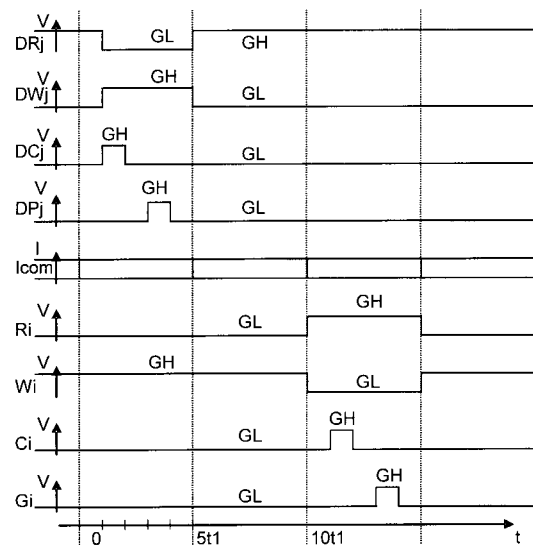 V
DRj GL GH
V
DWj GH GL
V
DCj GH GL
V
DPj GH GL
I
Icom
V
Ri GL GH
V
Wi GH GL
V
Ci GL GH
V
Gi GL GH
0 5t1 10t1 t